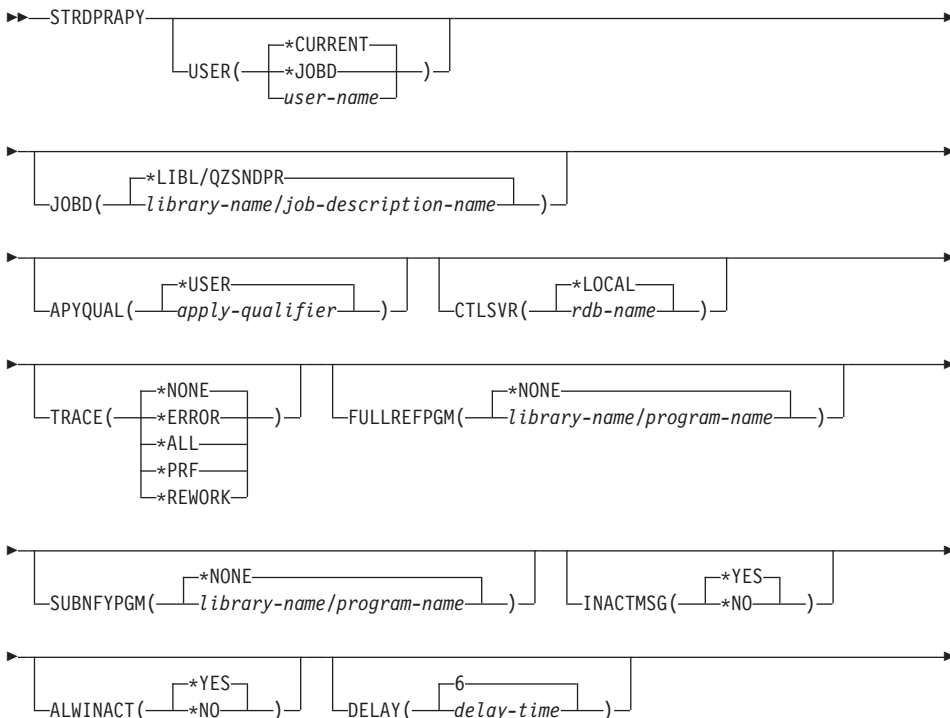 STRDPRAPY
*CURRENT
USER( *JOBD )
user-name
*LIBL/QZSNDPR
JOBD( library-name/job-description-name )
*USER *LOCAL
APYQUAL( apply-qualifier ) CTLSVR( rdb-name )
*NONE *NONE
TRACE( *ERROR ) FULLREFPGM( library-name/program-name )
*ALL
*PRF
*REWORK
*NONE *YES
SUBNFYPGM( library-name/program-name ) INACTMSG( *NO )
*YES 6
ALWINACT( *NO ) DELAY( delay-time )